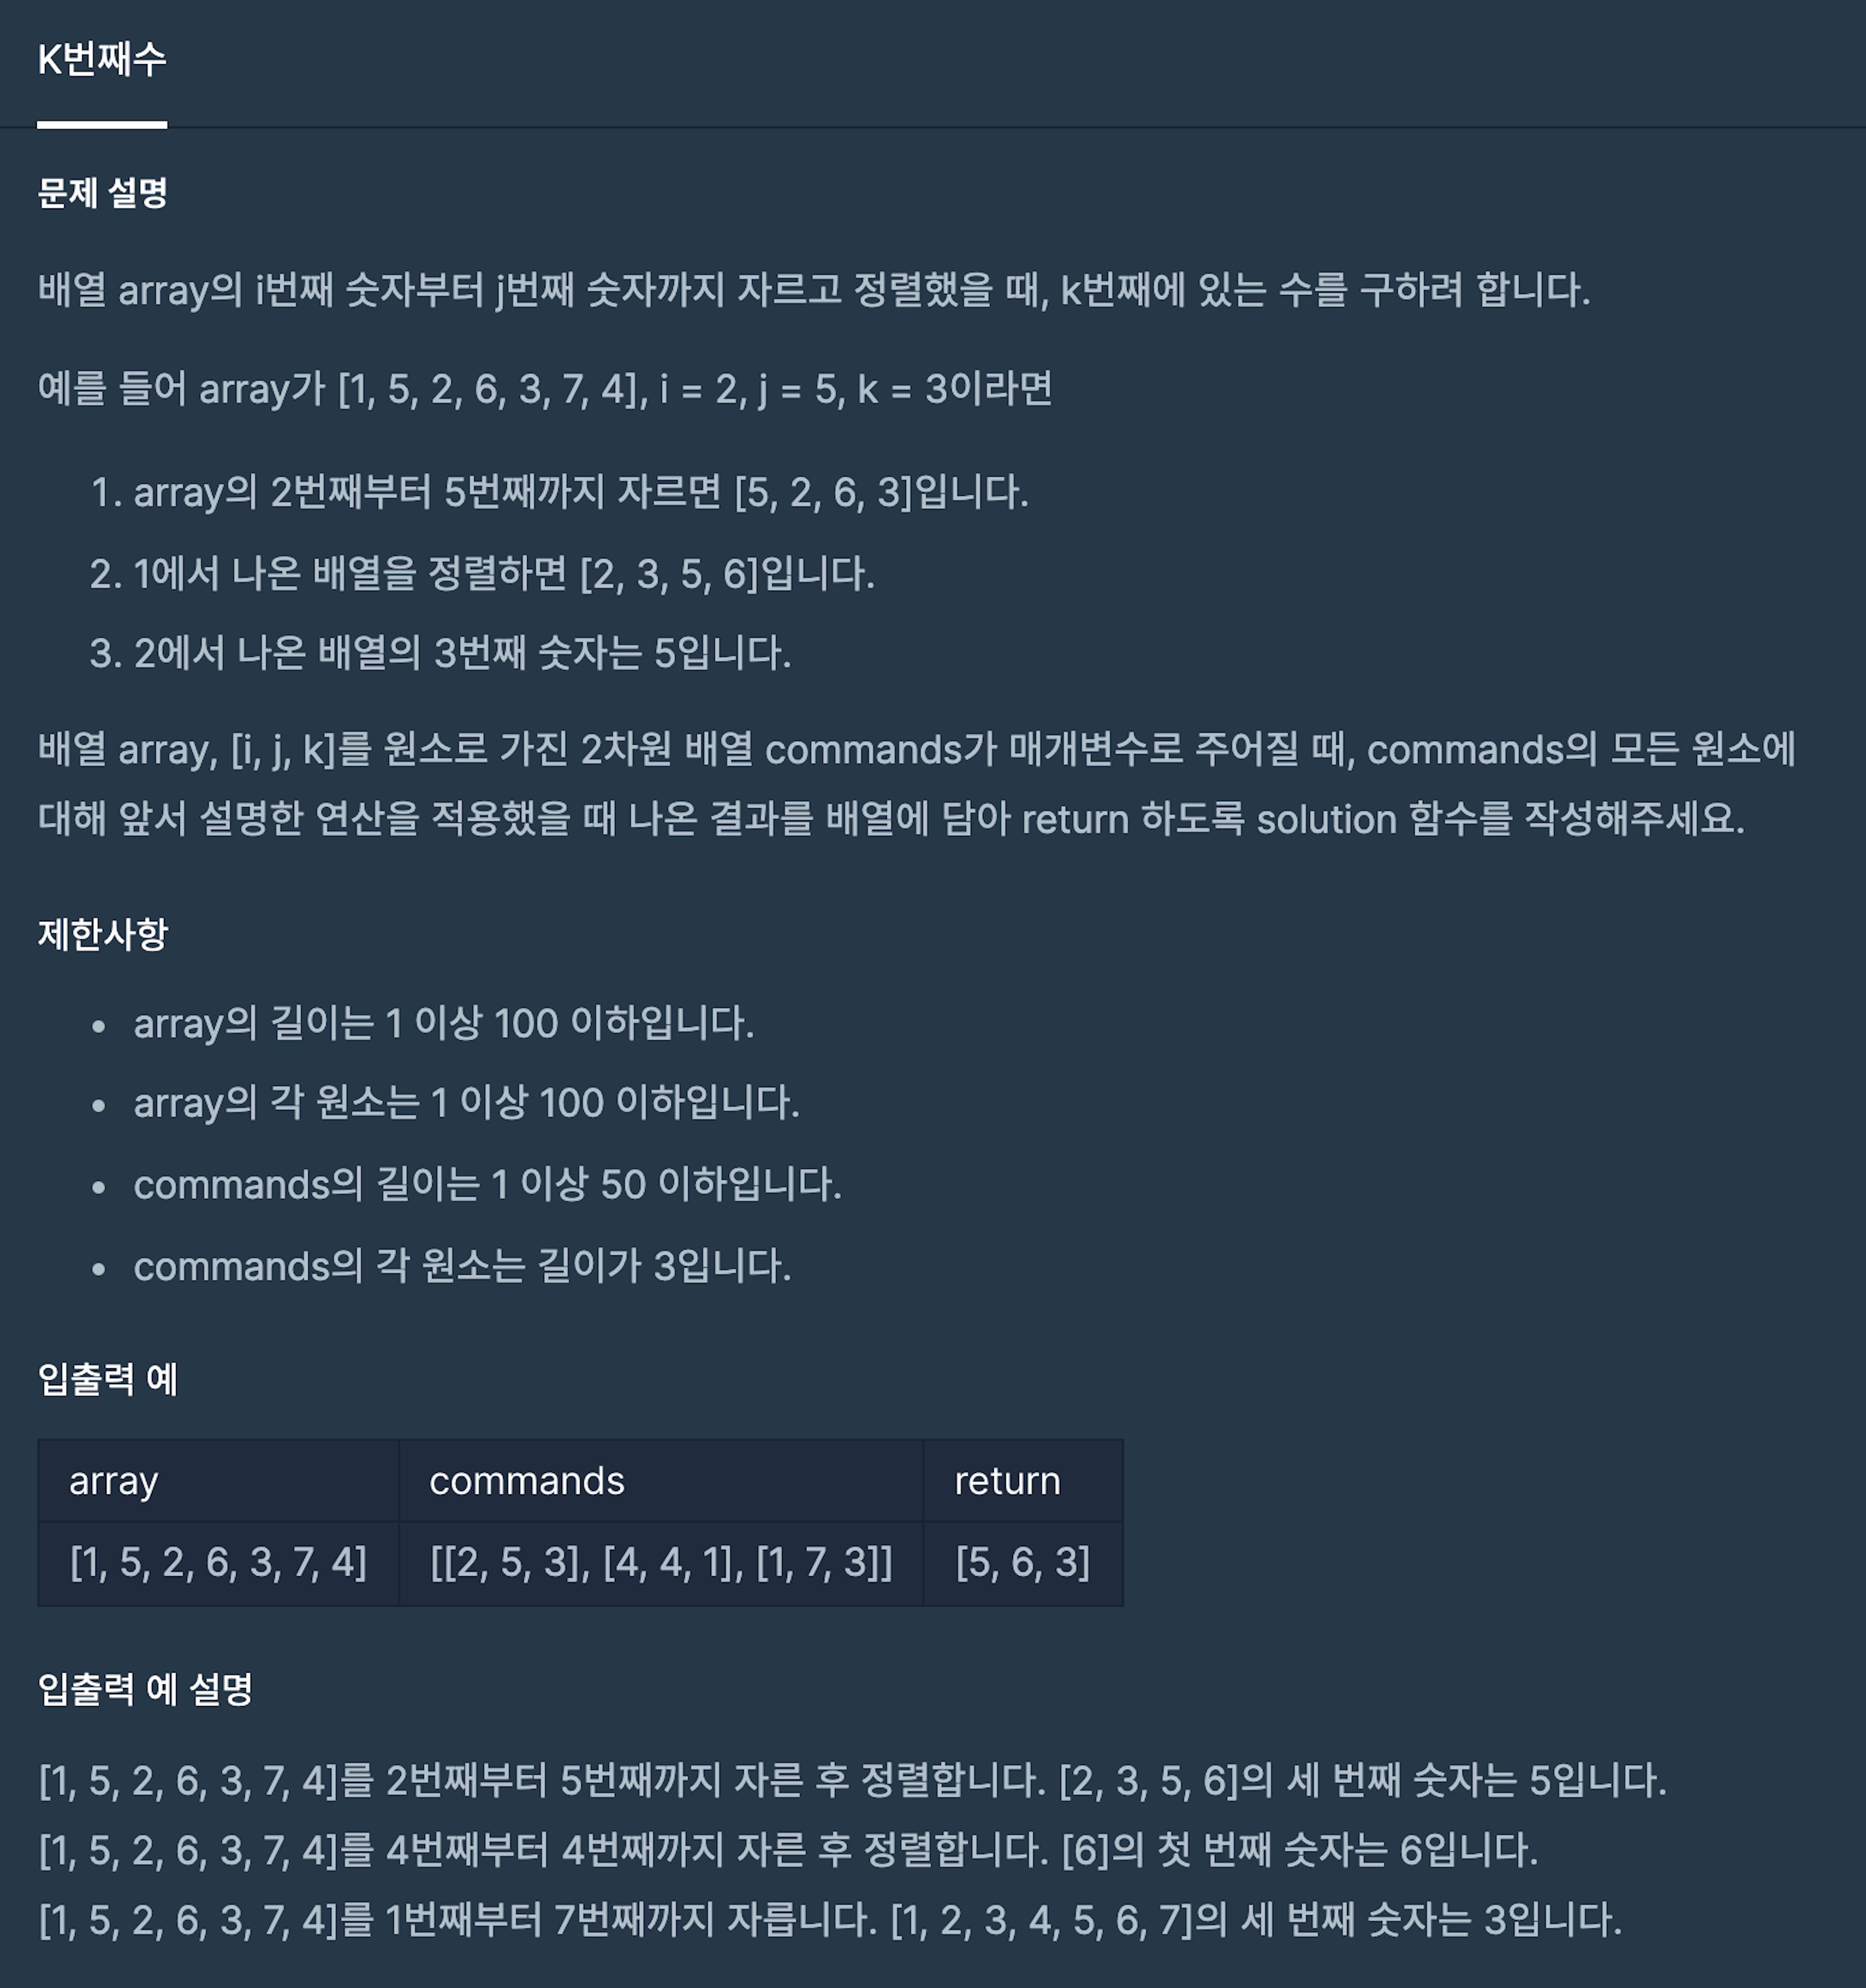 K번째수
문제 설명
배열 array의 i번째 숫자부터 j번째 숫자까지 자르고 정렬했을 때, k번째에 있는 수를 구하려 합니다.
예를 들어 array가 [1, 5, 2, 6, 3, 7, 4], i = 2, j = 5, k = 3이라면
1. array의 2번째부터 5번째까지 자르면 [5, 2, 6, 3]입니다.
2. 1에서 나온 배열을 정렬하면 [2, 3, 5, 6]입니다.
3. 2에서 나온 배열의 3번째 숫자는 5입니다.
배열 array, [i, j, k]를 원소로 가진 2차원 배열 commands가 매개변수로 주어질 때, commands의 모든 원소에
대해 앞서 설명한 연산을 적용했을 때 나온 결과를 배열에 담아 return 하도록 solution 함수를 작성해주세요.
제한사항
• array의 길이는 1 이상 100 이하입니다.
• array의 각 원소는 1 이상 100 이하입니다.
• commands의 길이는 1 이상 50 이하입니다.
• commands의 각 원소는 길이가 3입니다.
입출력 예
array commands return
[1, 5, 2, 6, 3, 7, 4] [[2, 5, 3], [4, 4, 1], [1, 7, 3]] [5, 6, 3]
입출력 예 설명
[1, 5, 2, 6, 3, 7, 4]를 2번째부터 5번째까지 자른 후 정렬합니다. [2, 3, 5, 6]의 세 번째 숫자는 5입니다.
[1, 5, 2, 6, 3, 7, 4]를 4번째부터 4번째까지 자른 후 정렬합니다. [6]의 첫 번째 숫자는 6입니다.
[1, 5, 2, 6, 3, 7, 4]를 1번째부터 7번째까지 자릅니다. [1, 2, 3, 4, 5, 6, 7]의 세 번째 숫자는 3입니다.